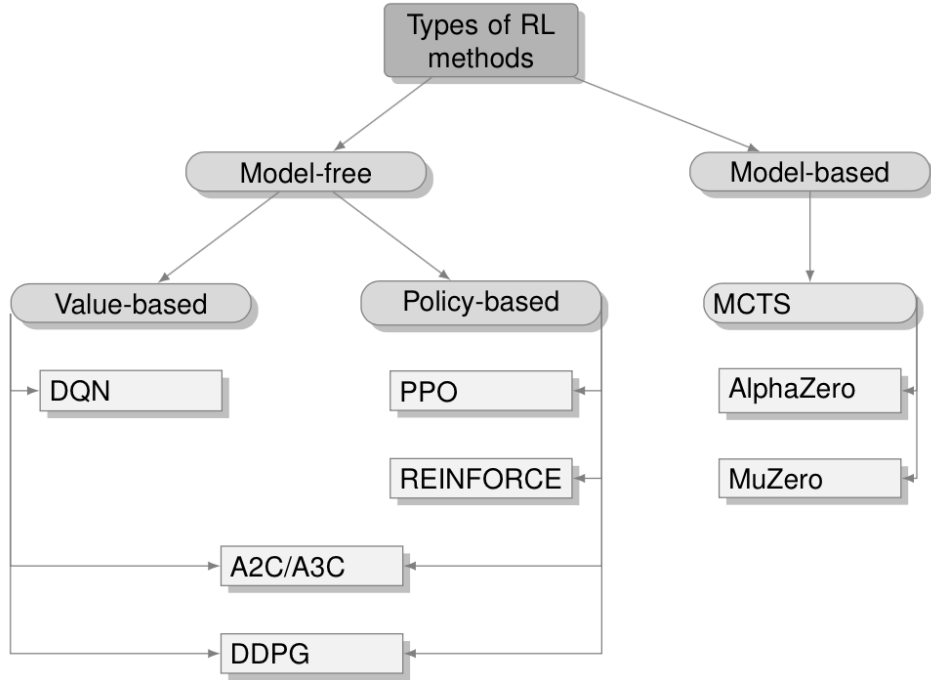 Types of RL
methods
Model-free
Model-based
Value-based
Policy-based
MCTS
DQN
PPO
AlphaZero
REINFORCE
MuZero
A2C/A3C
DDPG